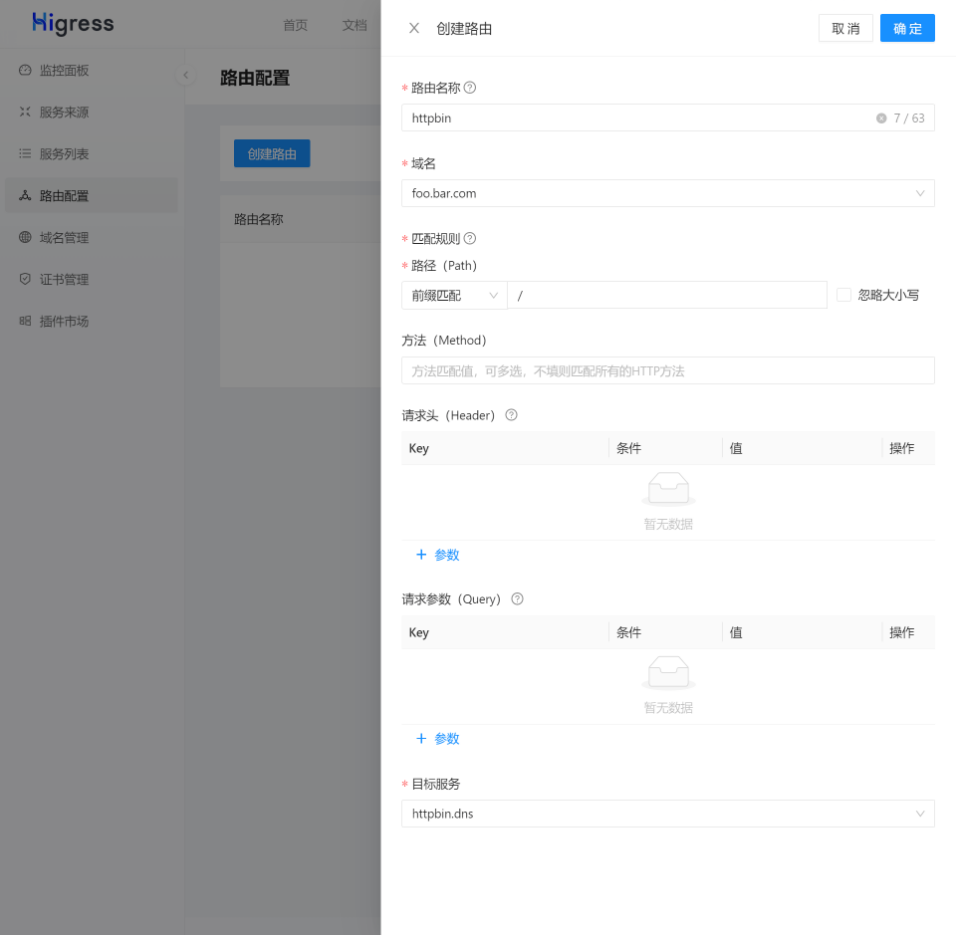 Higress
首页 文档
监控面板
服务来源
服务列表
路由配置
域名管理
证书管理
插件市场
路由配置
创建路由
路由名称
创建路由
取 消 确 定
* 路由名称 ?
httpbin 7 / 63
* 域名
foo.bar.com
* 匹配规则 ?
* 路径（Path）
前缀匹配 / 忽略大小写
方法（Method）
方法匹配值，可多选，不填则匹配所有的HTTP方法
请求头（Header） ?
Key 条件 值 操作
暂无数据
+ 参数
请求参数（Query） ?
Key 条件 值 操作
暂无数据
+ 参数
* 目标服务
httpbin.dns